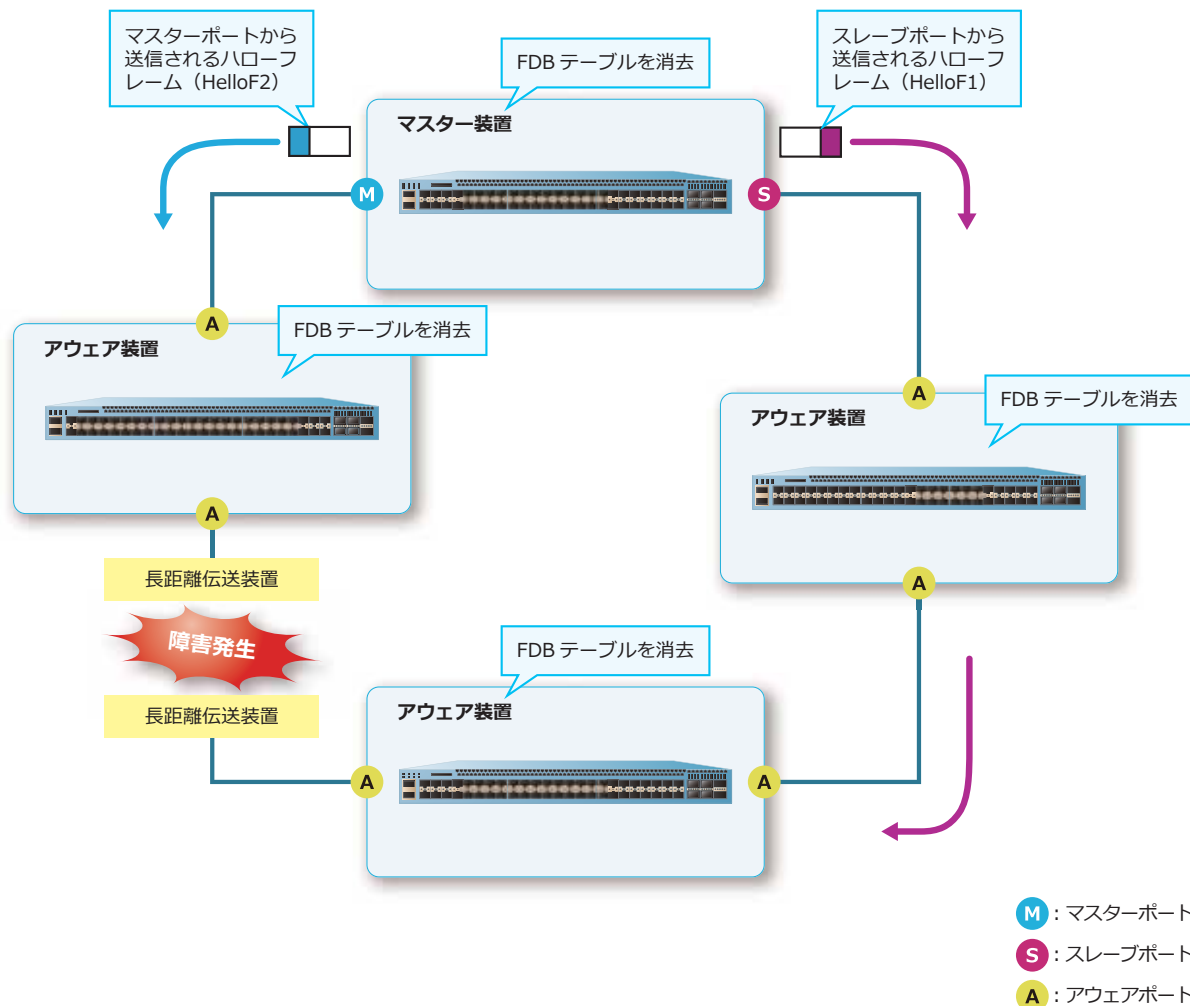 マスターポートから
送信されるハローフ
レーム（HelloF2）
FDB テーブルを消去
スレーブポートから
送信されるハローフ
レーム（HelloF1）
マスター装置
M
S
A
アウェア装置
FDB テーブルを消去
A
アウェア装置
FDB テーブルを消去
A
長距離伝送装置
障害発生
長距離伝送装置
A
FDB テーブルを消去
アウェア装置
A
A
M : マスターポート
S : スレーブポート
A : アウェアポート